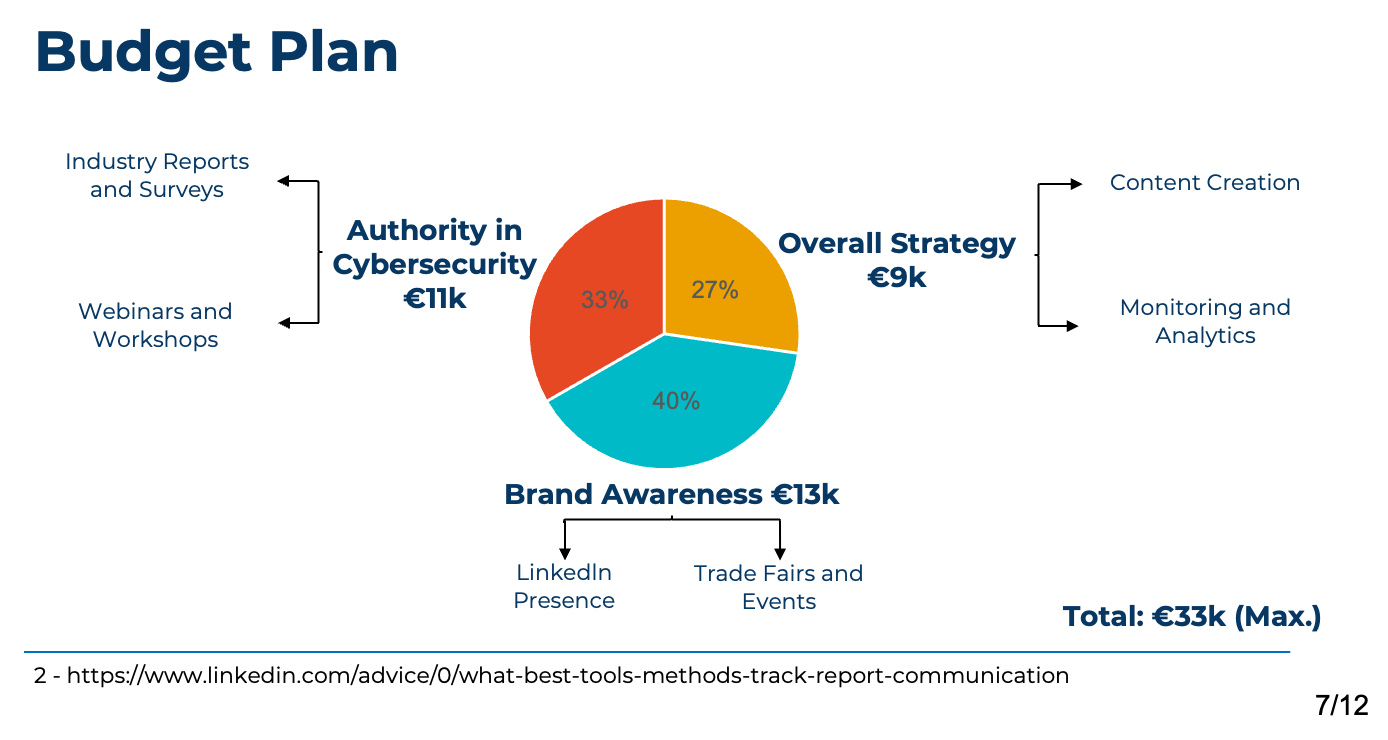 Budget Plan
Industry Reports
and Surveys
Webinars and
Workshops
Authority in
Cybersecurity
€11k
33%
27%
40%
Overall Strategy
€9k
Content Creation
Monitoring and
Analytics
Brand Awareness €13k
LinkedIn
Presence
Trade Fairs and
Events
Total: €33k (Max.)
2 - https://www.linkedin.com/advice/0/what-best-tools-methods-track-report-communication
7/12